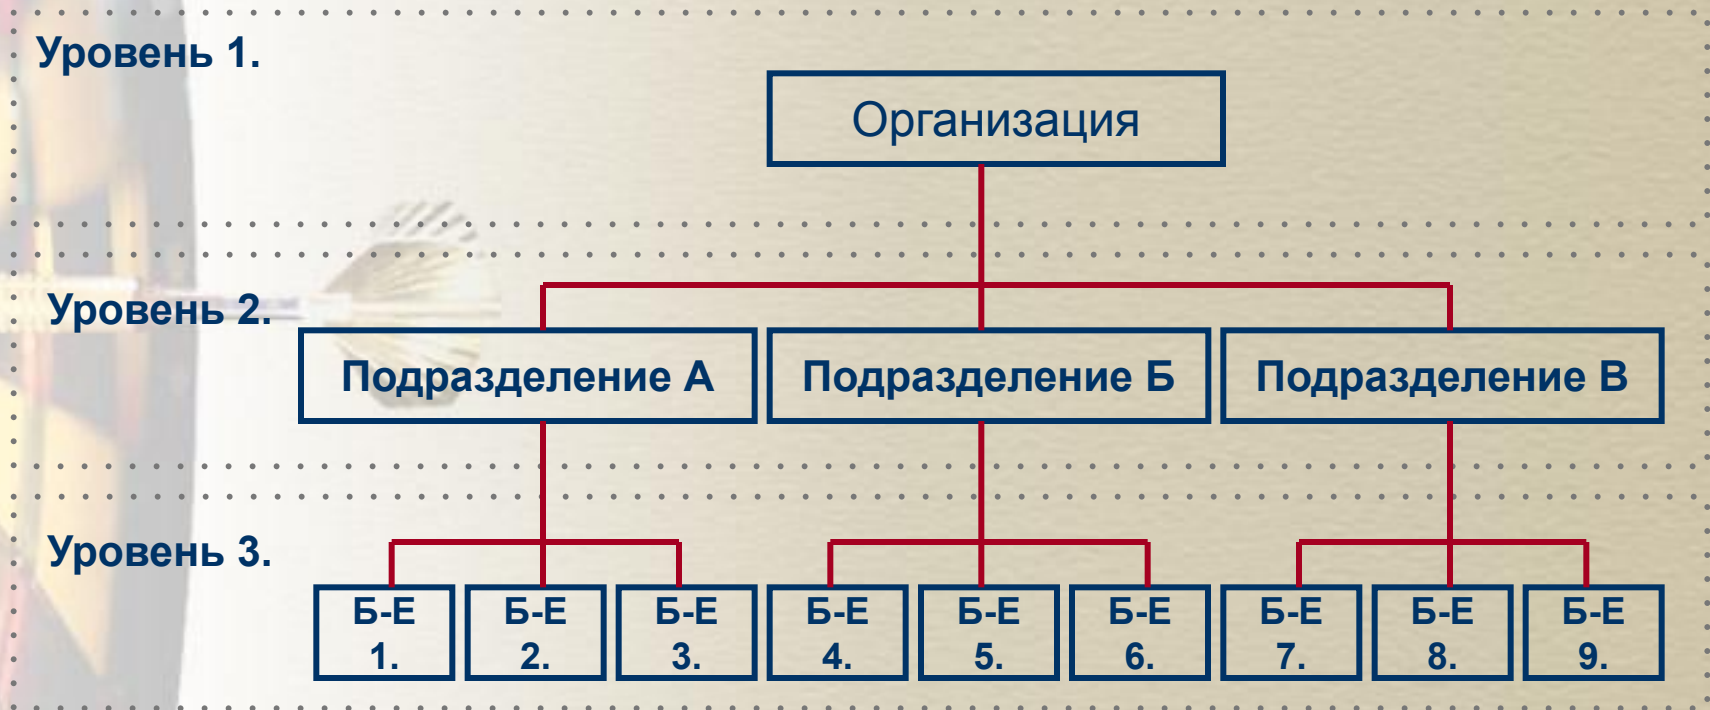 Уровень 1.
Организация
Уровень 2.
Подразделение А
Подразделение Б
Подразделение В
Уровень 3.
Б-Е
1.
Б-Е
2.
Б-Е
3.
Б-Е
4.
Б-Е
5.
Б-Е
6.
Б-Е
7.
Б-Е
8.
Б-Е
9.